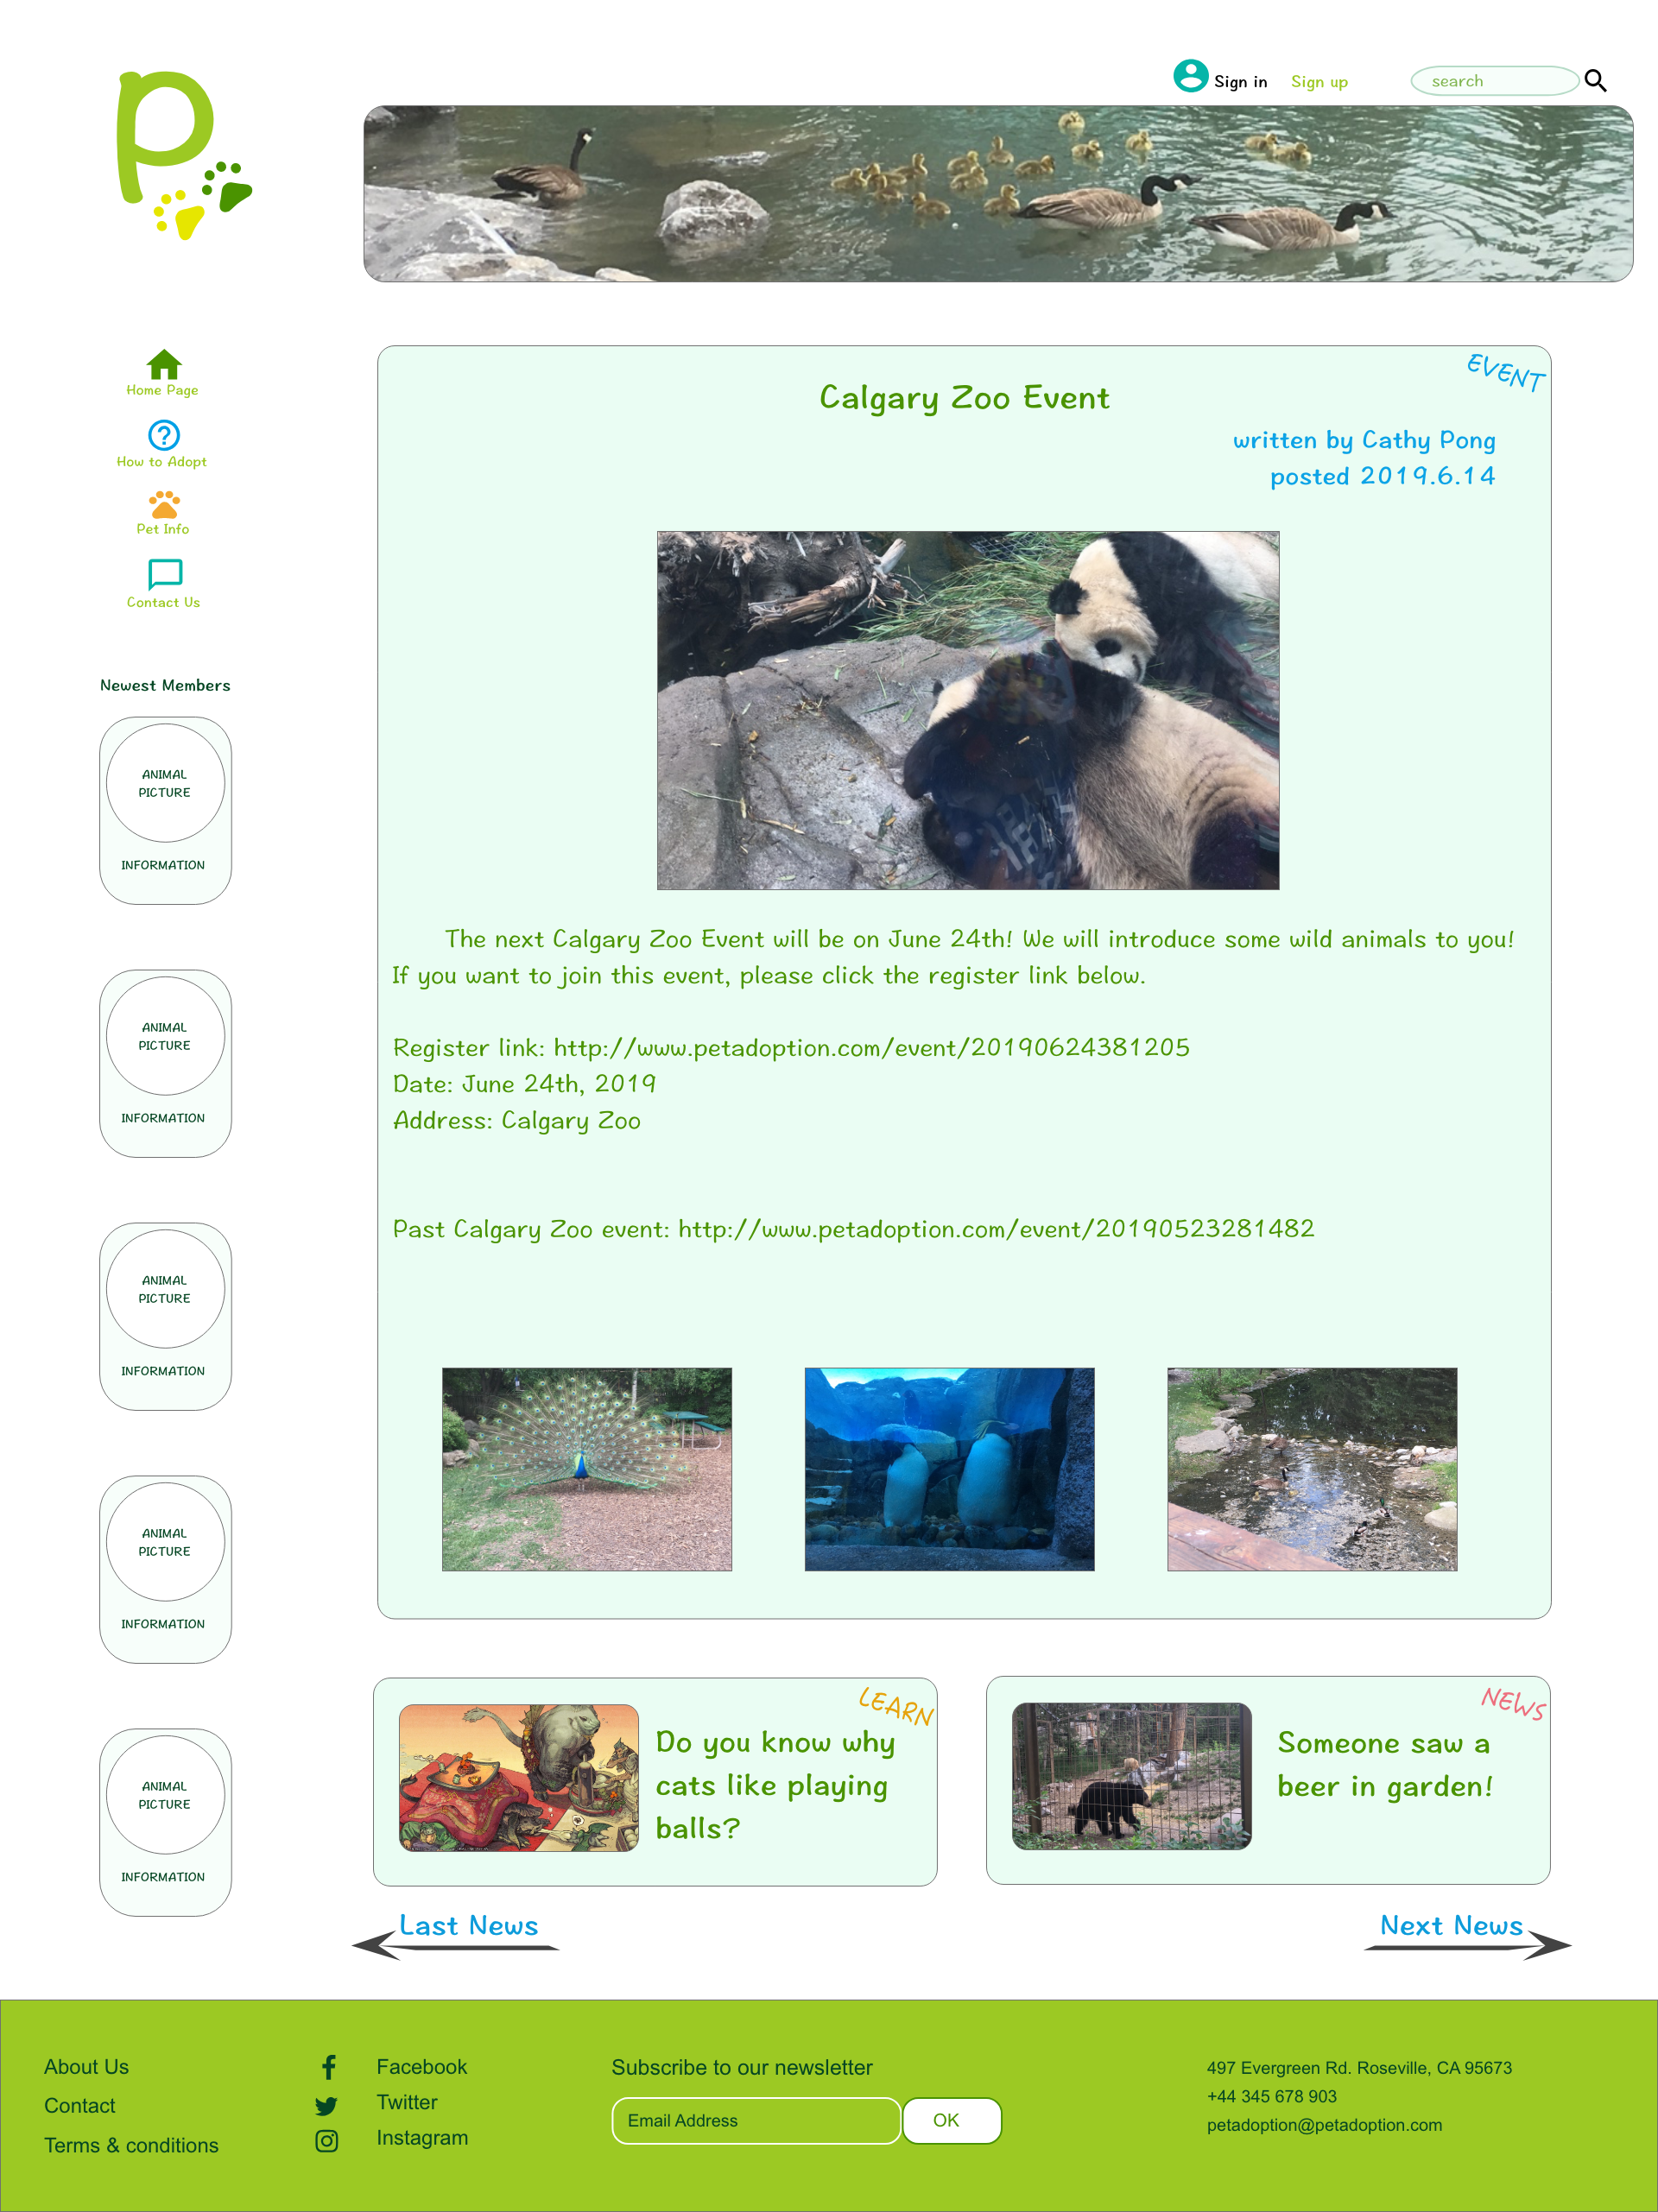 p
Sign in
Sign up
search
Home Page
How to Adopt
Pet Info
Contact Us
Newest Members
ANIMAL
PICTURE
INFORMATION
ANIMAL
PICTURE
INFORMATION
ANIMAL
PICTURE
INFORMATION
ANIMAL
PICTURE
INFORMATION
ANIMAL
PICTURE
INFORMATION
EVENT
Calgary Zoo Event
written by Cathy Pong
posted 2019.6.14
The next Calgary Zoo Event will be on June 24th! We will introduce some wild animals to you!
If you want to join this event, please click the register link below.
Register link: http://www.petadoption.com/event/20190624381205
Date: June 24th, 2019
Address: Calgary Zoo
Past Calgary Zoo event: http://www.petadoption.com/event/20190523281482
LEARN
Do you know why
cats like playing
balls?
NEWS
Someone saw a
beer in garden!
Last News
Next News
About Us
Contact
Terms & conditions
Facebook
Twitter
Instagram
Subscribe to our newsletter
Email Address
OK
497 Evergreen Rd. Roseville, CA 95673
+44 345 678 903
petadoption@petadoption.com